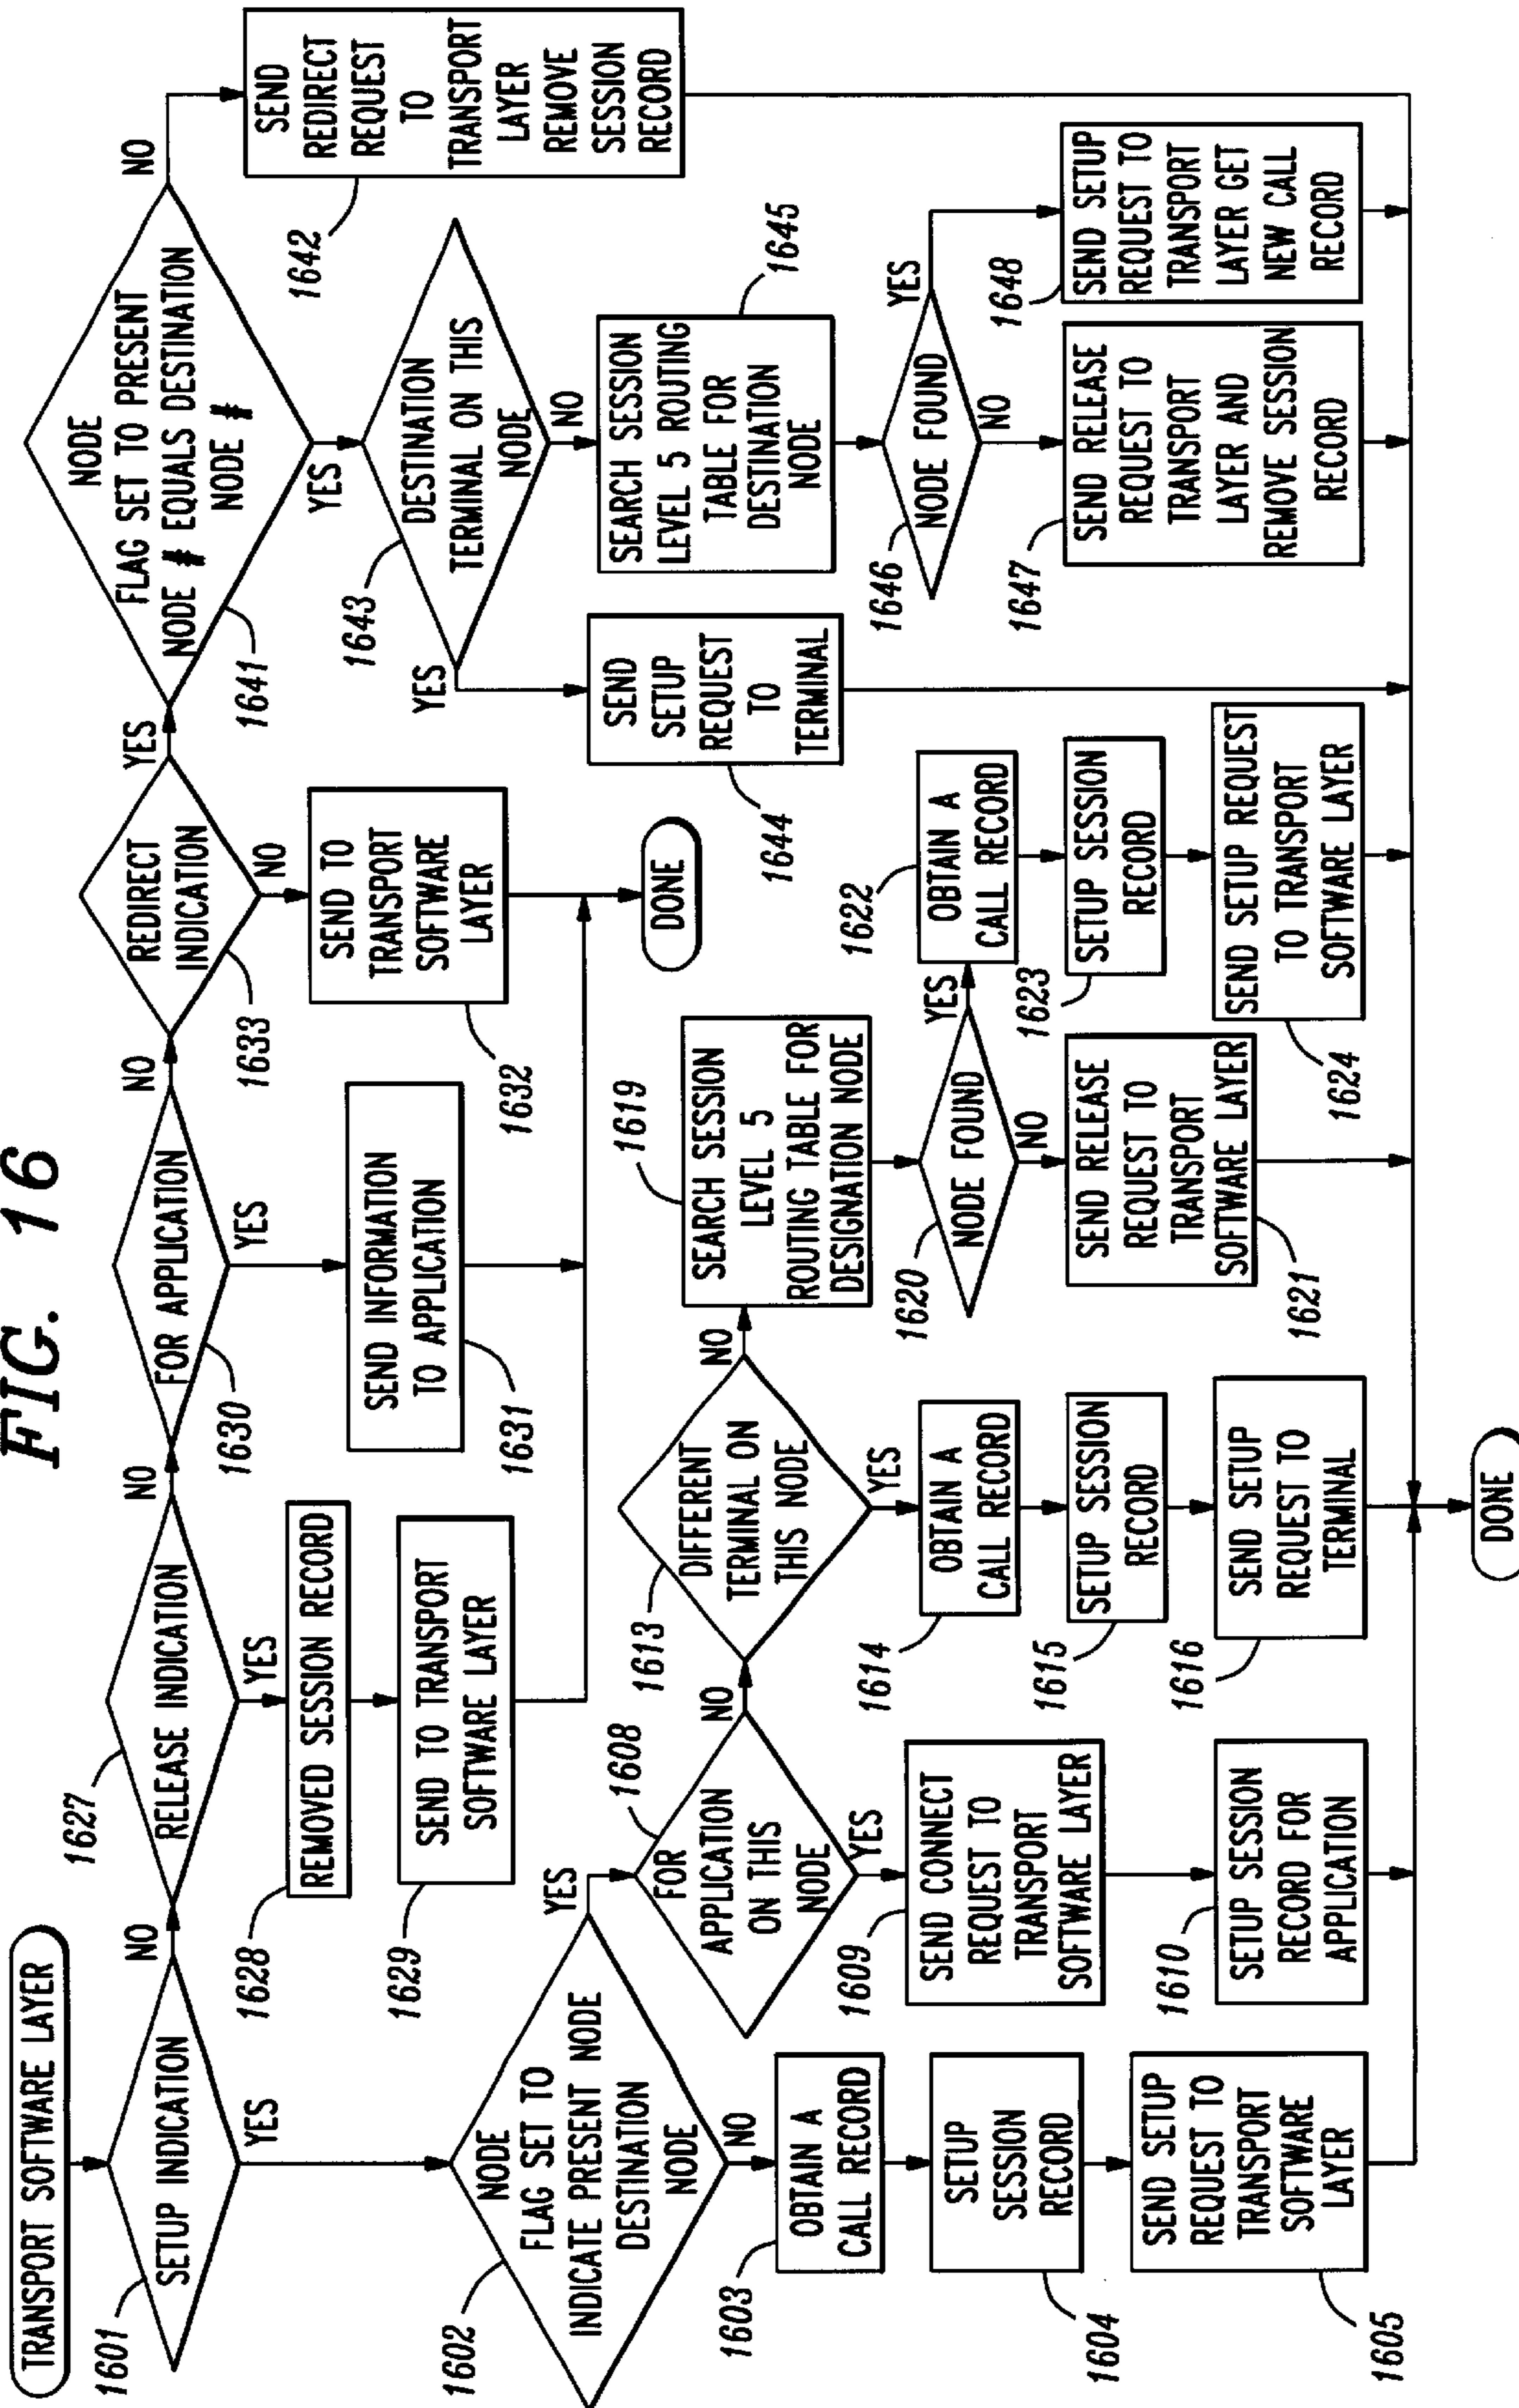 FIG. 16
TRANSPORT SOFTWARE LAYER
1601
SETUP INDICATION
NO
YES
1627
RELEASE INDICATION
NO
YES
1628
REMOVED SESSION RECORD
1629
SEND TO TRANSPORT
SOFTWARE LAYER
FOR APPLICATION
1630
NO
YES
SEND INFORMATION
TO APPLICATION
1631
REDIRECT
INDICATION
1633
YES
NO
SEND TO
TRANSPORT
SOFTWARE
LAYER
1632
DONE
NODE
FLAG SET TO PRESENT
NODE # EQUALS DESTINATION
NODE #
1641
NO
YES
SEND
REDIRECT
REQUEST
TO
TRANSPORT
LAYER REMOVE
SESSION
RECORD
1642
1643
DESTINATION
TERMINAL ON THIS
NODE
YES
NO
SEND
SETUP
REQUEST
TO
TERMINAL
1644
SEARCH SESSION
LEVEL 5 ROUTING
TABLE FOR
DESTINATION
NODE
1645
1646
NODE FOUND
YES
NO
1647
SEND RELEASE
REQUEST TO
TRANSPORT
LAYER AND
REMOVE SESSION
RECORD
1648
SEND SETUP
REQUEST TO
TRANSPORT
LAYER GET
NEW CALL
RECORD
1602
NODE
FLAG SET TO
INDICATE PRESENT NODE
DESTINATION
NODE
YES
NO
1603
OBTAIN A
CALL RECORD
SETUP
SESSION
RECORD
1604
SEND SETUP
REQUEST TO
TRANSPORT
SOFTWARE
LAYER
1605
1608
FOR
APPLICATION
ON THIS
NODE
NO
YES
1609
SEND CONNECT
REQUEST TO
TRANSPORT
SOFTWARE LAYER
1610
SETUP SESSION
RECORD FOR
APPLICATION
1613
DIFFERENT
TERMINAL ON
THIS NODE
NO
YES
1614
OBTAIN A
CALL RECORD
1615
SETUP SESSION
RECORD
1616
SEND SETUP
REQUEST TO
TERMINAL
1619
SEARCH SESSION
LEVEL 5
ROUTING TABLE FOR
DESIGNATION NODE
1620
NODE FOUND
YES
NO
SEND RELEASE
REQUEST TO
TRANSPORT
SOFTWARE LAYER
1621
1622
OBTAIN A
CALL RECORD
1623
SETUP SESSION
RECORD
SEND SETUP REQUEST
TO TRANSPORT
SOFTWARE LAYER
1624
DONE